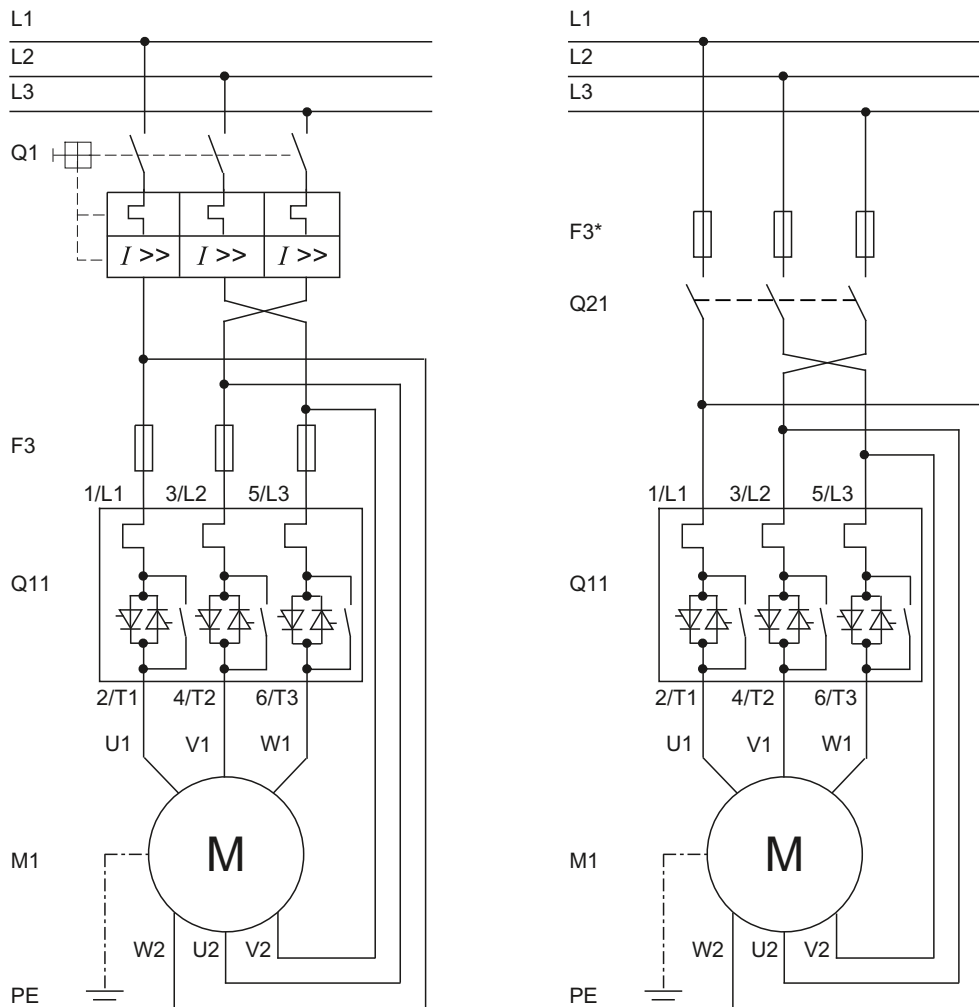 L1
L2
L3
Q1
I >> I >> I >>
F3
1/L1 3/L2 5/L3
Q11
2/T1 4/T2 6/T3
U1 V1 W1
M1
M
W2 U2 V2
PE
L1
L2
L3
F3*
Q21
1/L1 3/L2 5/L3
Q11
2/T1 4/T2 6/T3
U1 V1 W1
M1
M
W2 U2 V2
PE